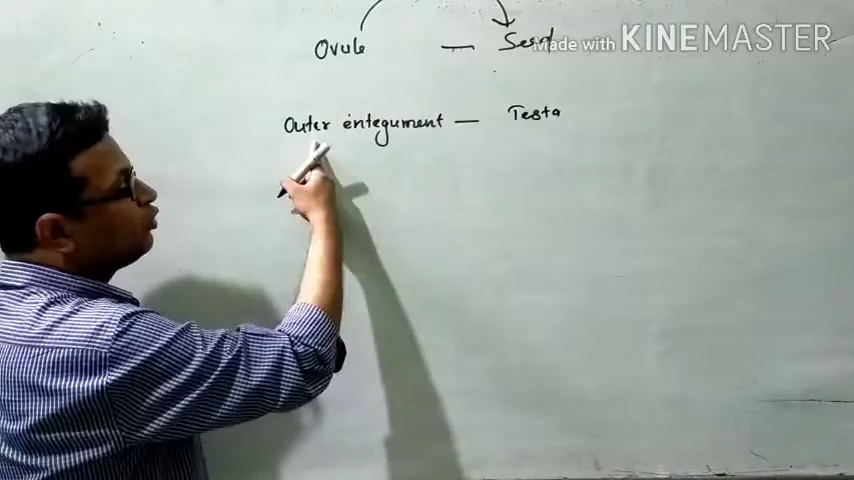 Ovule — Seed
Made with KINEMASTER
Outer integument — Testa